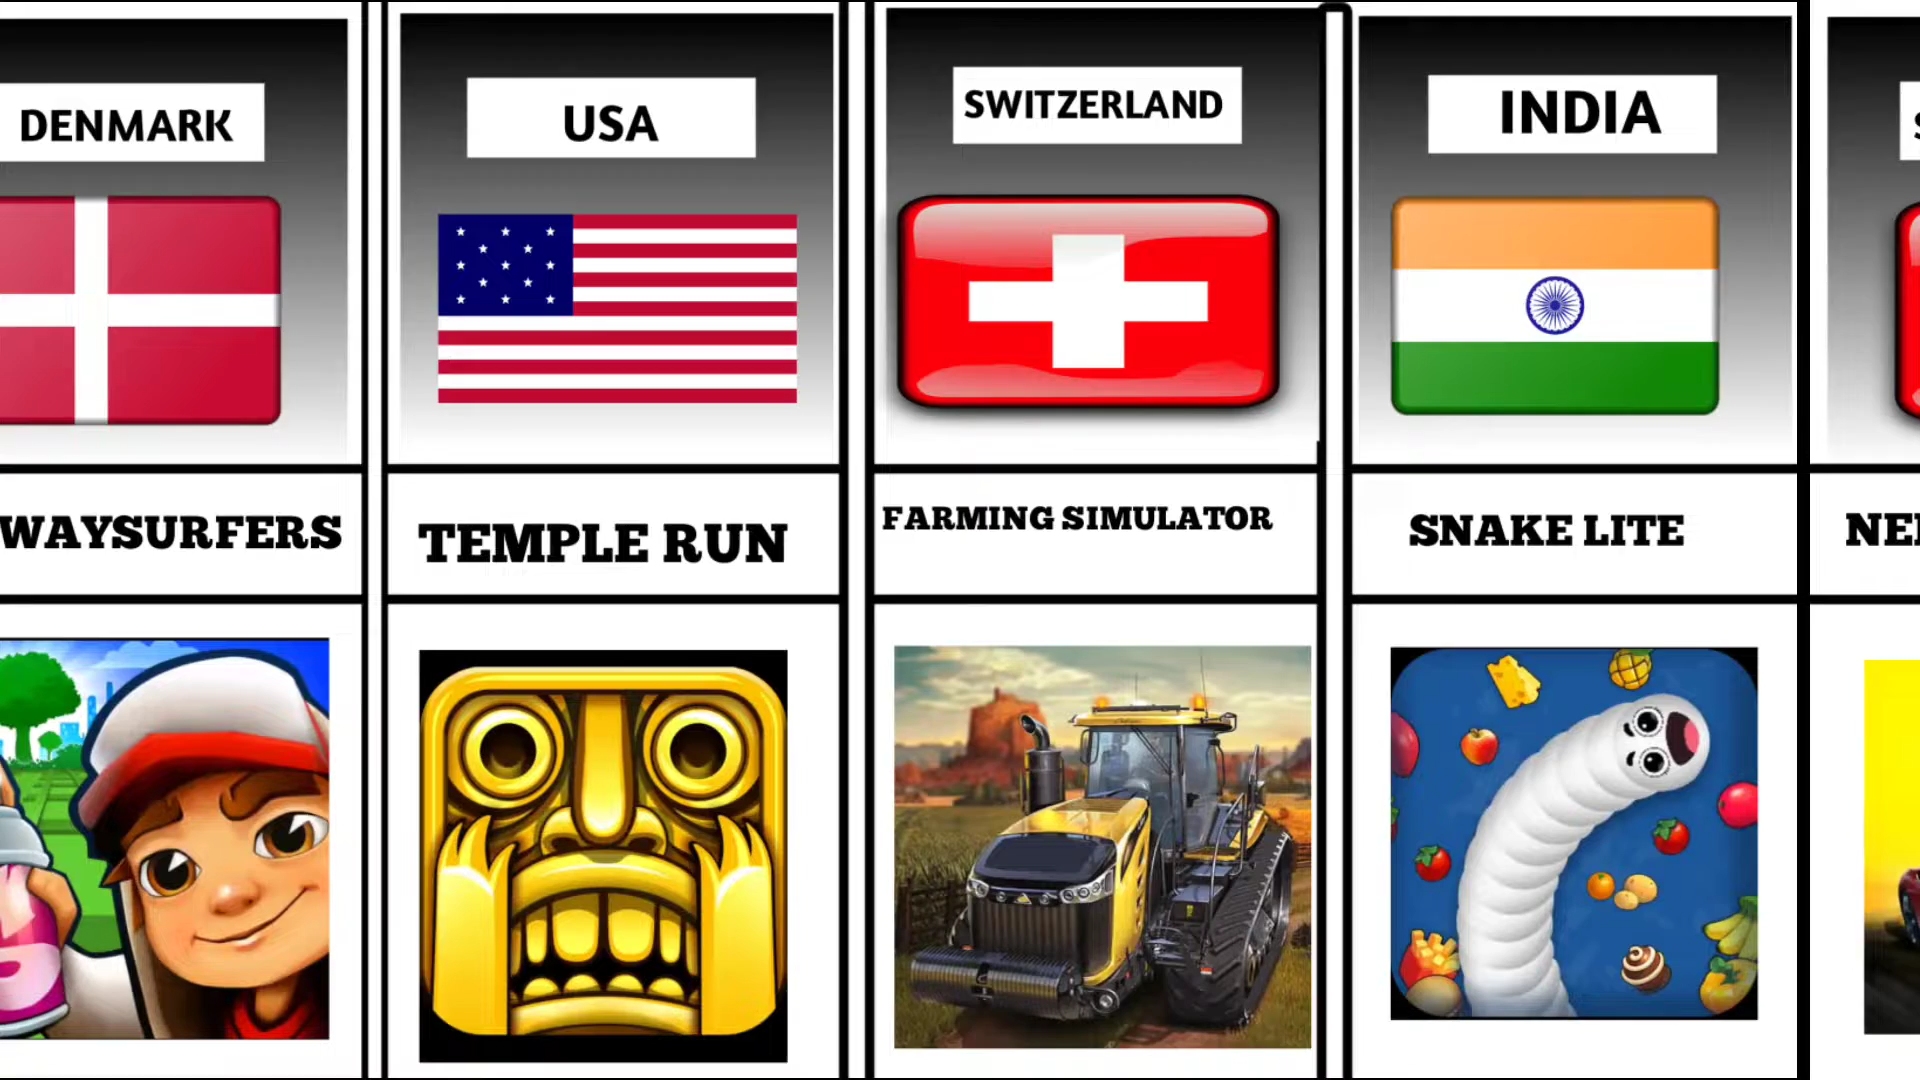 DENMARK
USA
SWITZERLAND
INDIA
WAYSURFERS
TEMPLE RUN
FARMING SIMULATOR
SNAKE LITE